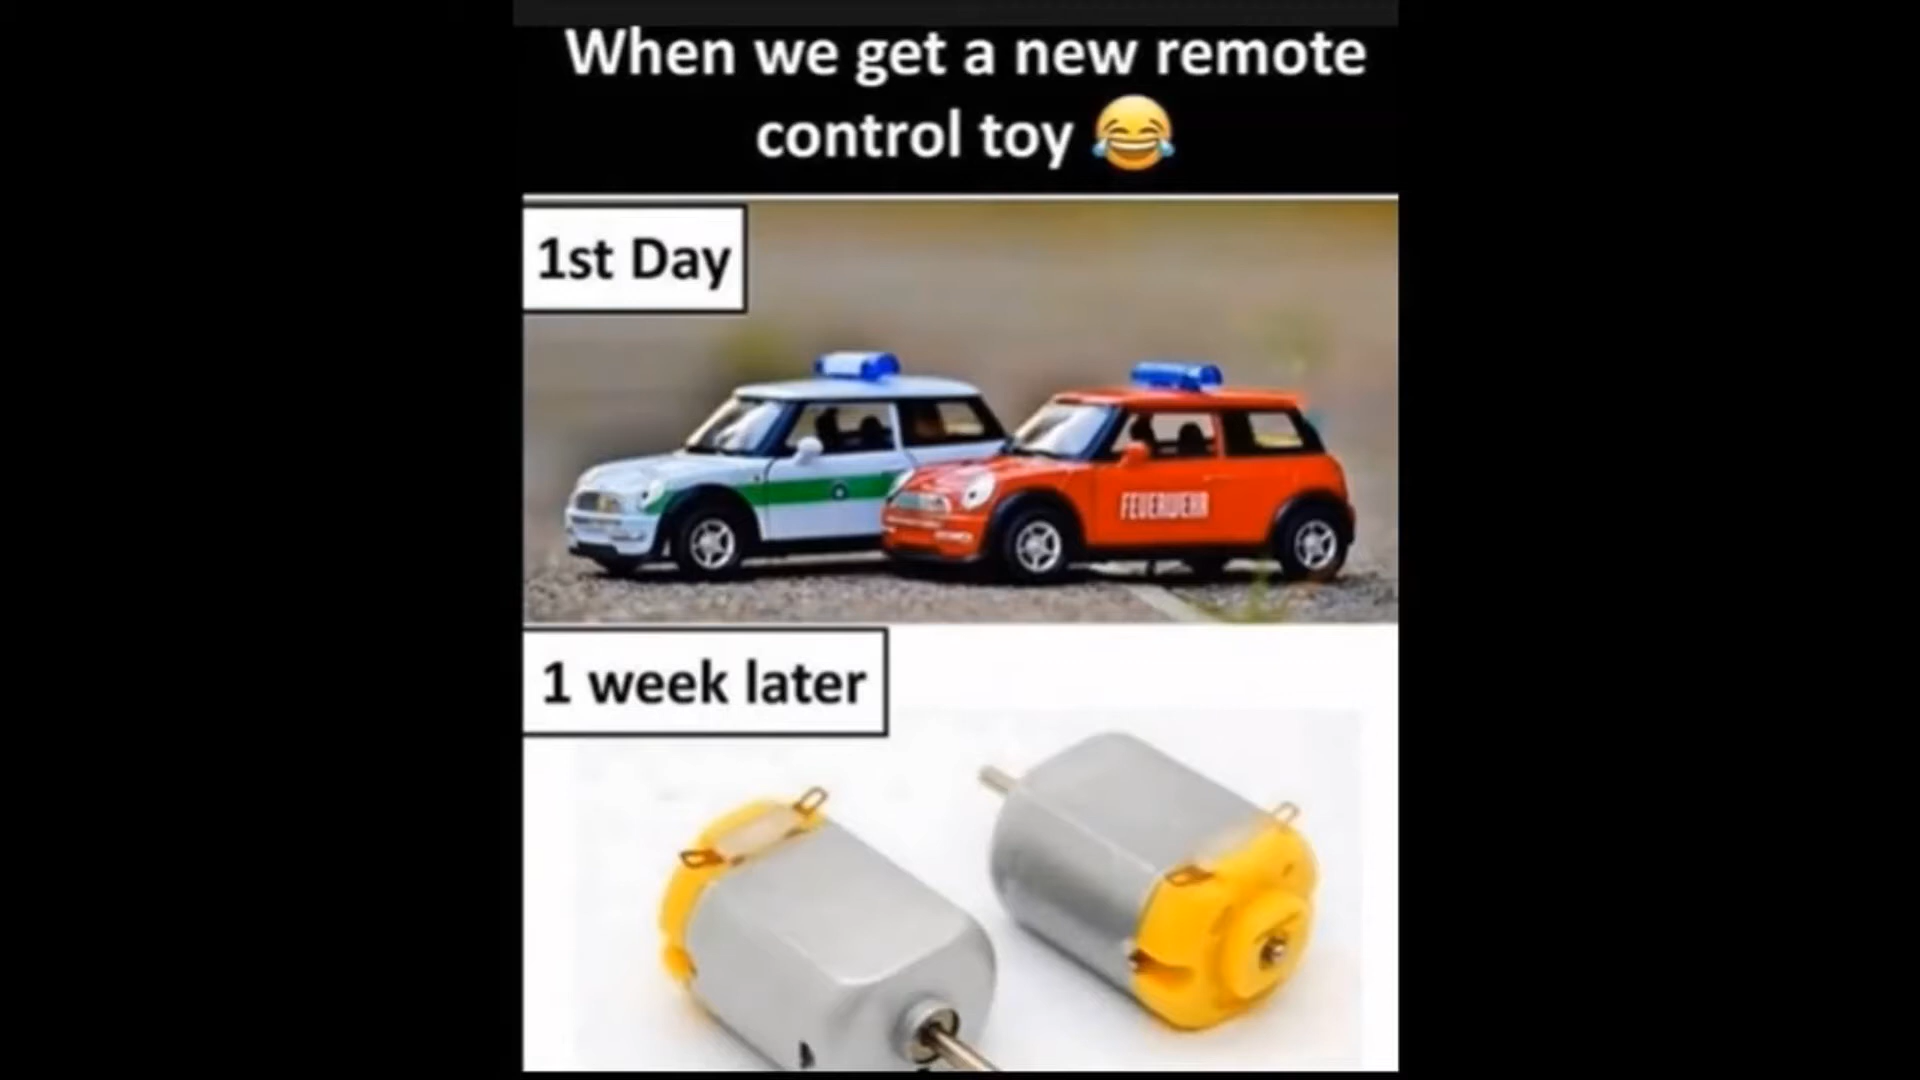 When we get a new remote
control toy 😂
1st Day
FEUERWEHR
1 week later